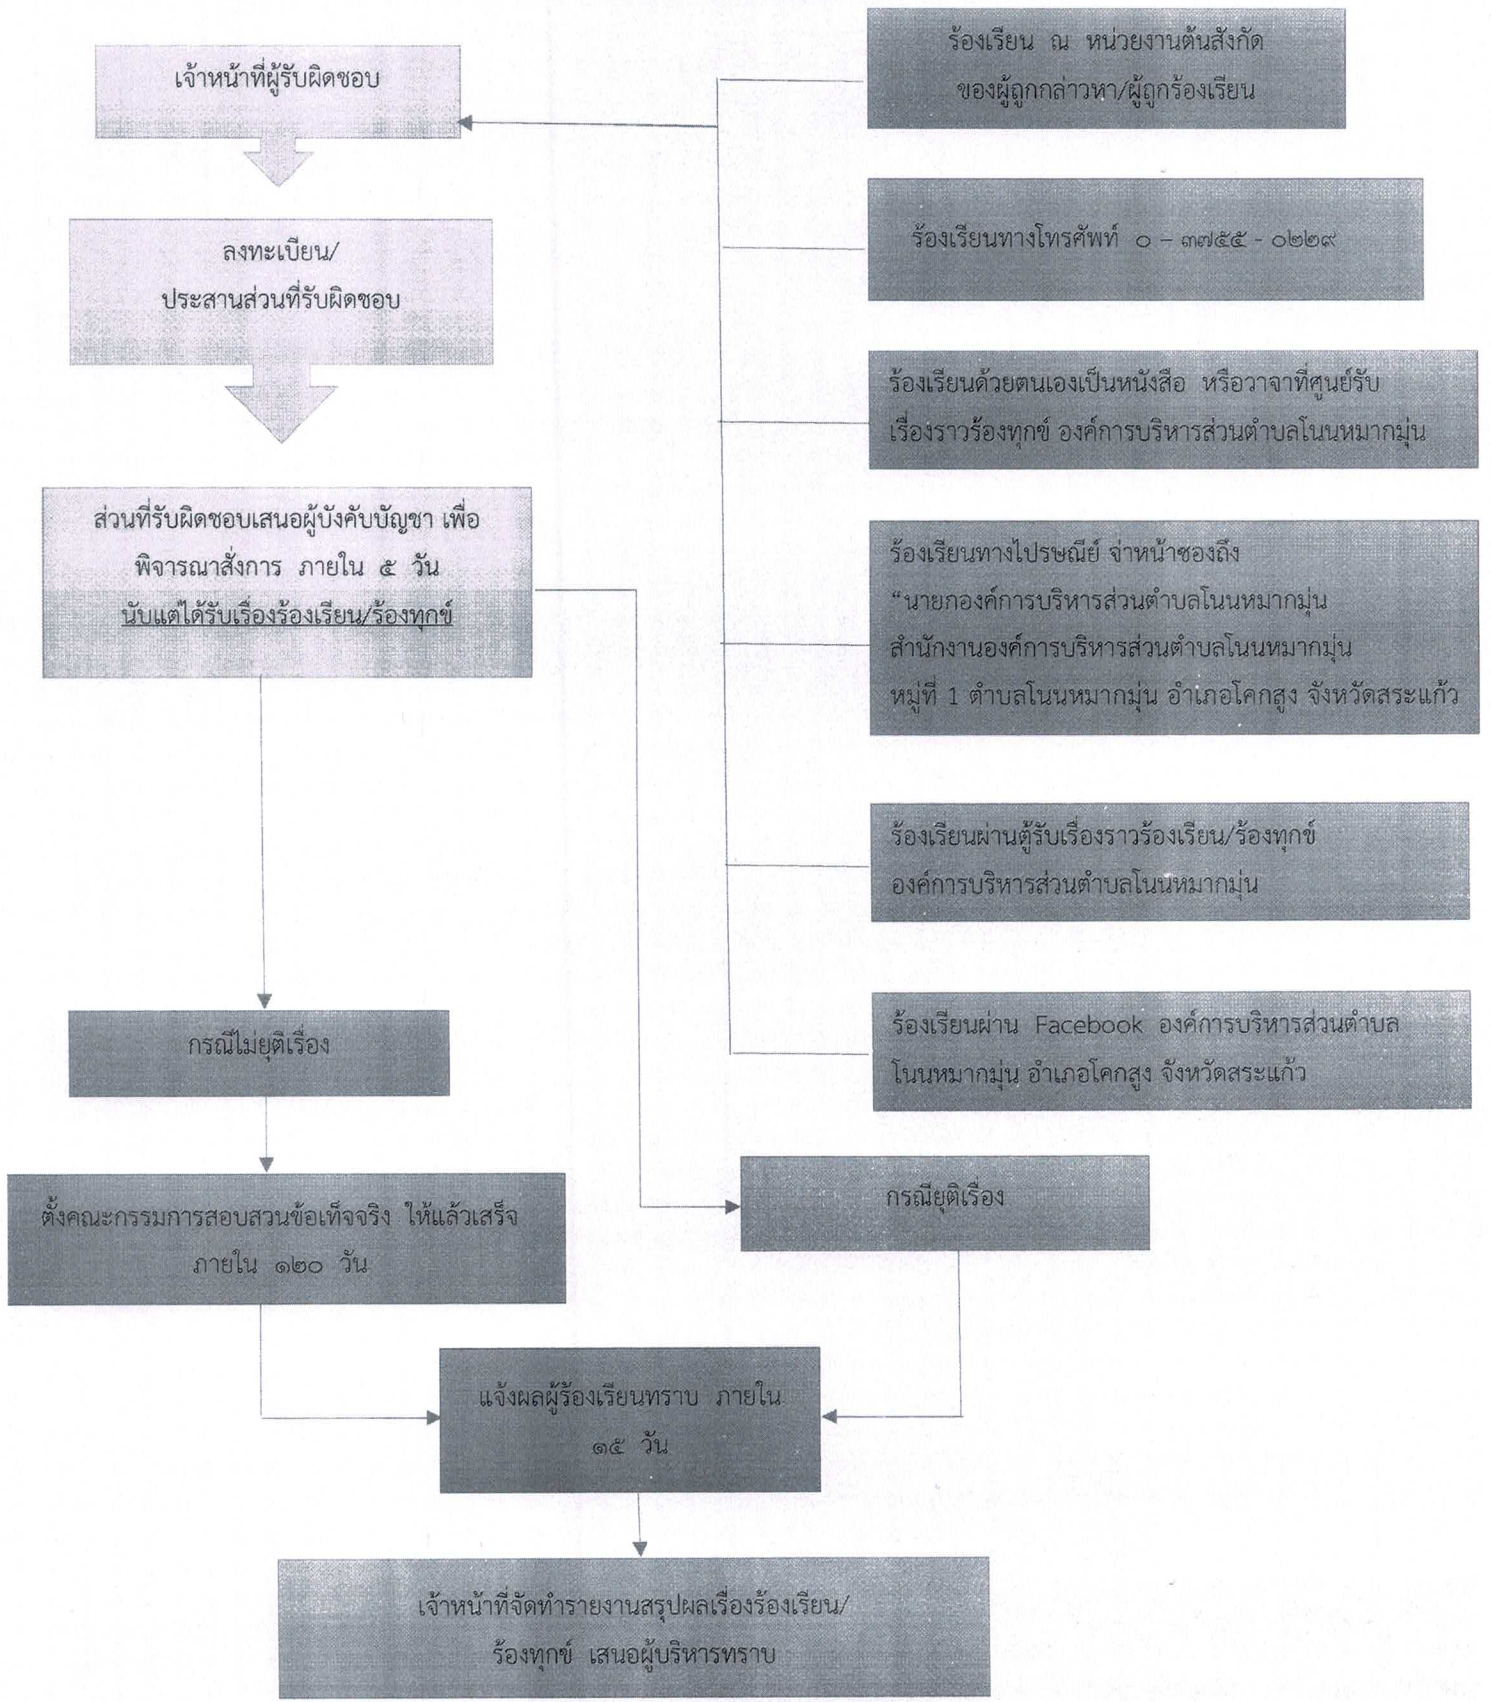 ร้องเรียน ณ หน่วยงานต้นสังกัด
ของผู้ถูกกล่าวหา/ผู้ถูกร้องเรียน
เจ้าหน้าที่ผู้รับผิดชอบ
ร้องเรียนทางโทรศัพท์ ๐ – ๓๗๕๕ - ๐๒๒๙
ลงทะเบียน/
ประสานส่วนที่รับผิดชอบ
ร้องเรียนด้วยตนเองเป็นหนังสือ หรือวาจาที่ศูนย์รับ
เรื่องราวร้องทุกข์ องค์การบริหารส่วนตำบลโนนหมากมุ่น
ส่วนที่รับผิดชอบเสนอผู้บังคับบัญชา เพื่อ
พิจารณาสั่งการ ภายใน ๕ วัน
นับแต่ได้รับเรื่องร้องเรียน/ร้องทุกข์
ร้องเรียนทางไปรษณีย์ จ่าหน้าซองถึง
“นายกองค์การบริหารส่วนตำบลโนนหมากมุ่น
สำนักงานองค์การบริหารส่วนตำบลโนนหมากมุ่น
หมู่ที่ 1 ตำบลโนนหมากมุ่น อำเภอโคกสูง จังหวัดสระแก้ว
ร้องเรียนผ่านตู้รับเรื่องราวร้องเรียน/ร้องทุกข์
องค์การบริหารส่วนตำบลโนนหมากมุ่น
ร้องเรียนผ่าน Facebook องค์การบริหารส่วนตำบล
โนนหมากมุ่น อำเภอโคกสูง จังหวัดสระแก้ว
กรณีไม่ยุติเรื่อง
กรณียุติเรื่อง
ตั้งคณะกรรมการสอบสวนข้อเท็จจริง ให้แล้วเสร็จ
ภายใน ๑๒๐ วัน
แจ้งผลผู้ร้องเรียนทราบ ภายใน
๑๕ วัน
เจ้าหน้าที่จัดทำรายงานสรุปผลเรื่องร้องเรียน/
ร้องทุกข์ เสนอผู้บริหารทราบ